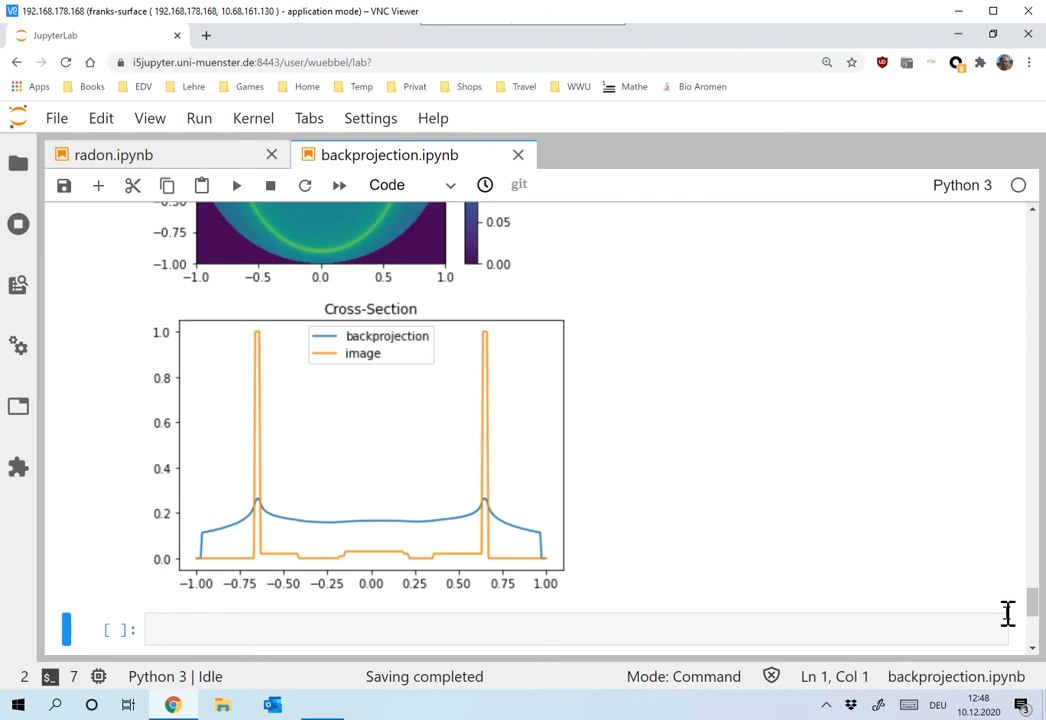 192.168.178.168 (franks-surface ( 192.168.178.168, 10.68.161.130 ) - application mode) – VNC Viewer
JupyterLab
i5jupyter.uni-muenster.de:8443/user/wuebbel/lab?
Apps Books EDV Lehre Games Home Temp Privat Shops Travel WWU Mathe Bio Aromen
File Edit View Run Kernel Tabs Settings Help
radon.ipynb backprojection.ipynb
Code git Python 3
−0.50
−0.75 0.05
−1.00 0.00
−1.0 −0.5 0.0 0.5 1.0
Cross-Section
1.0
backprojection
image
0.8
0.6
0.4
0.2
0.0
−1.00 −0.75 −0.50 −0.25 0.00 0.25 0.50 0.75 1.00
[ ]:
2 7 Python 3 | Idle Saving completed Mode: Command Ln 1, Col 1 backprojection.ipynb
DEU 12:48
10.12.2020 3